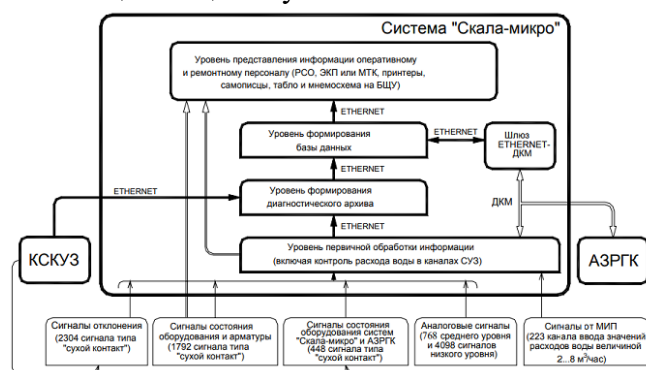 Система "Скала-микро"
Уровень представления информации оперативному
и ремонтному персоналу (РСО, ЭКП или МТК, принтеры,
самописцы, табло и мнемосхема на БЩУ)
ETHERNET
Уровень формирования
базы данных
ETHERNET
Шлюз
ETHERNET-
ДКМ
ETHERNET
ETHERNET
Уровень формирования
диагностического архива
ETHERNET
ДКМ
КСКУЗ
Уровень первичной обработки информации
(включая контроль расхода воды в каналах СУЗ)
АЗРГК
Сигналы отклонения
(2304 сигнала типа
"сухой контакт")
Сигналы состояния
оборудования и арматуры
(1792 сигнала типа
"сухой контакт")
Сигналы состояния
оборудования систем
"Скала-микро" и АЗРГК
(448 сигнала типа
"сухой контакт")
Аналоговые сигналы
(768 среднего уровня
и 4098 сигналов
низкого уровня)
Сигналы от МИП
(223 канала ввода значений
расходов воды величиной
2...8 м³/час)